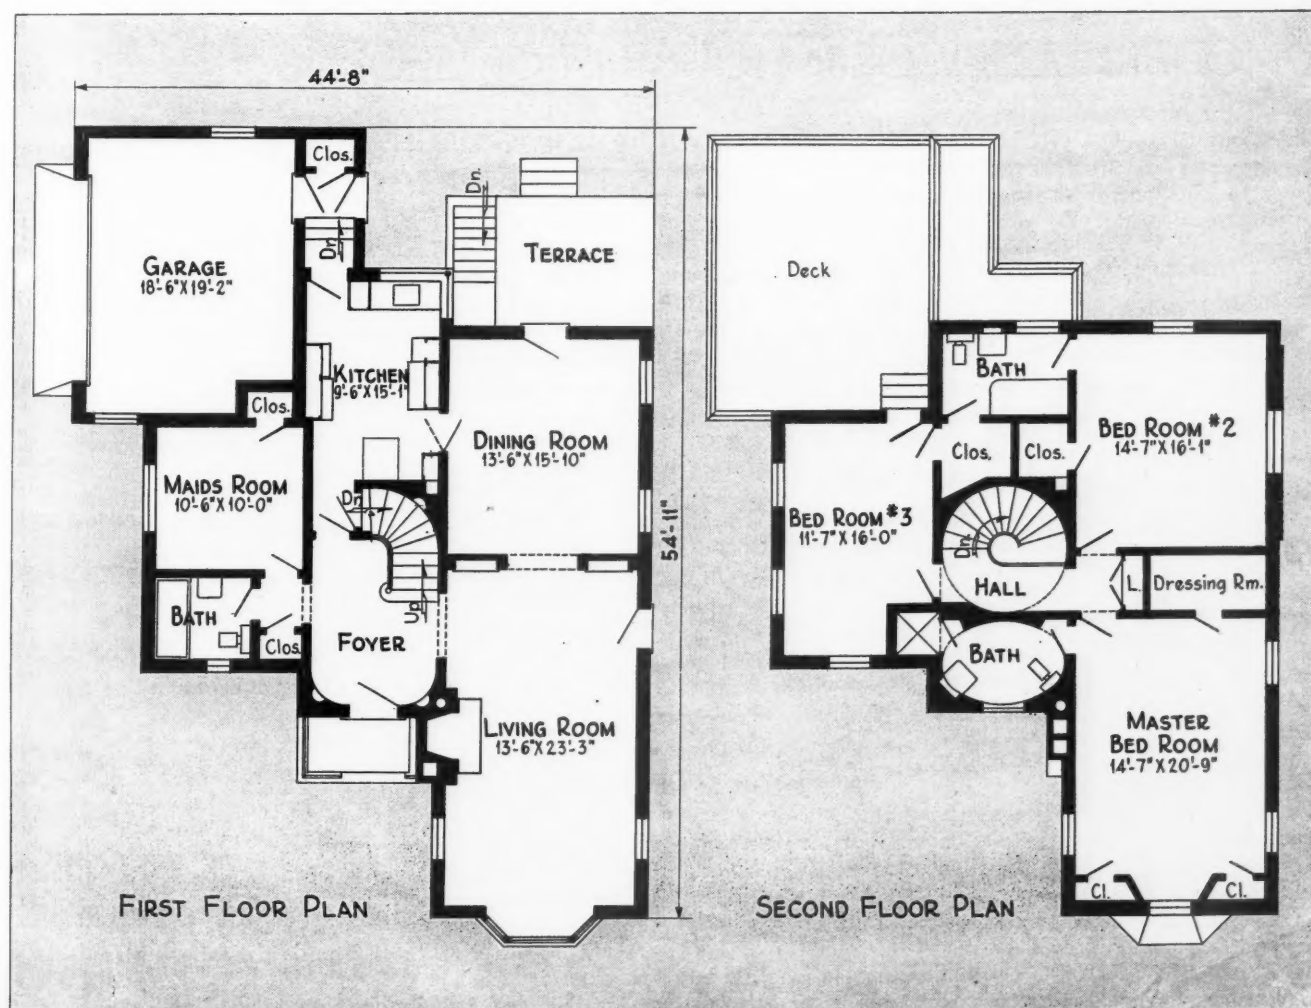 44'-8"
Clos.
Dn.
Dn.
GARAGE
18'-6"X19'-2"
TERRACE
KITCHEN
9'-6"X15'-1"
Clos.
DINING ROOM
13'-6"X15'-10"
MAIDS ROOM
10'-6"X10'-0"
Dn.
54'-11"
BATH
Up
FOYER
Clos.
LIVING ROOM
13'-6"X23'-3"
FIRST FLOOR PLAN
Deck
BATH
BED ROOM #2
14'-7"X16'-1"
Clos.
Clos.
BED ROOM #3
11'-7"X16'-0"
Dn.
HALL
L.
Dressing Rm.
BATH
MASTER
BED ROOM
14'-7"X20'-9"
Cl.
Cl.
SECOND FLOOR PLAN